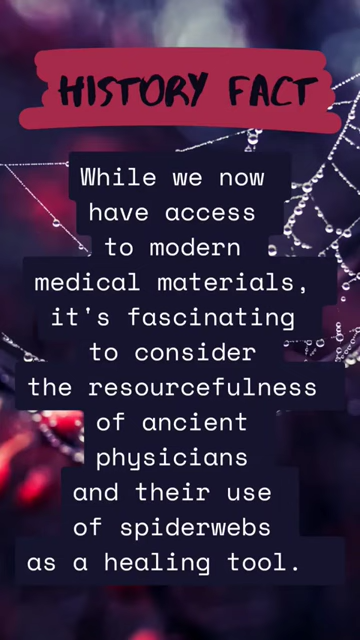 HISTORY FACT
While we now
have access
to modern
medical materials,
it's fascinating
to consider
the resourcefulness
of ancient
physicians
and their use
of spiderwebs
as a healing tool.